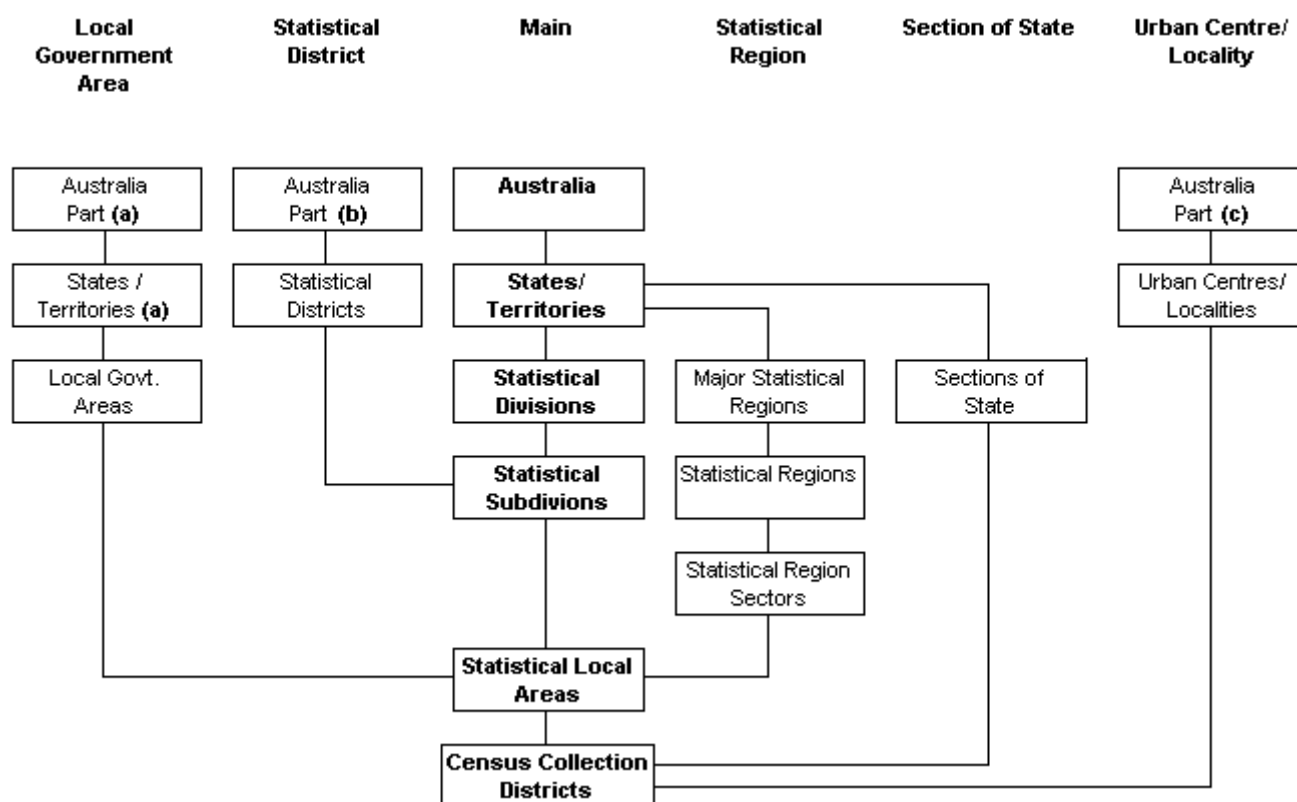 Local
Government
Area
Statistical
District
Main
Statistical
Region
Section of State
Urban Centre/
Locality
Australia
Part (a)
Australia
Part (b)
Australia
Australia
Part (c)
States /
Territories (a)
Statistical
Districts
States/
Territories
Urban Centres/
Localities
Local Govt.
Areas
Statistical
Divisions
Major Statistical
Regions
Sections of
State
Statistical
Subdivions
Statistical Regions
Statistical Region
Sectors
Statistical Local
Areas
Census Collection
Districts